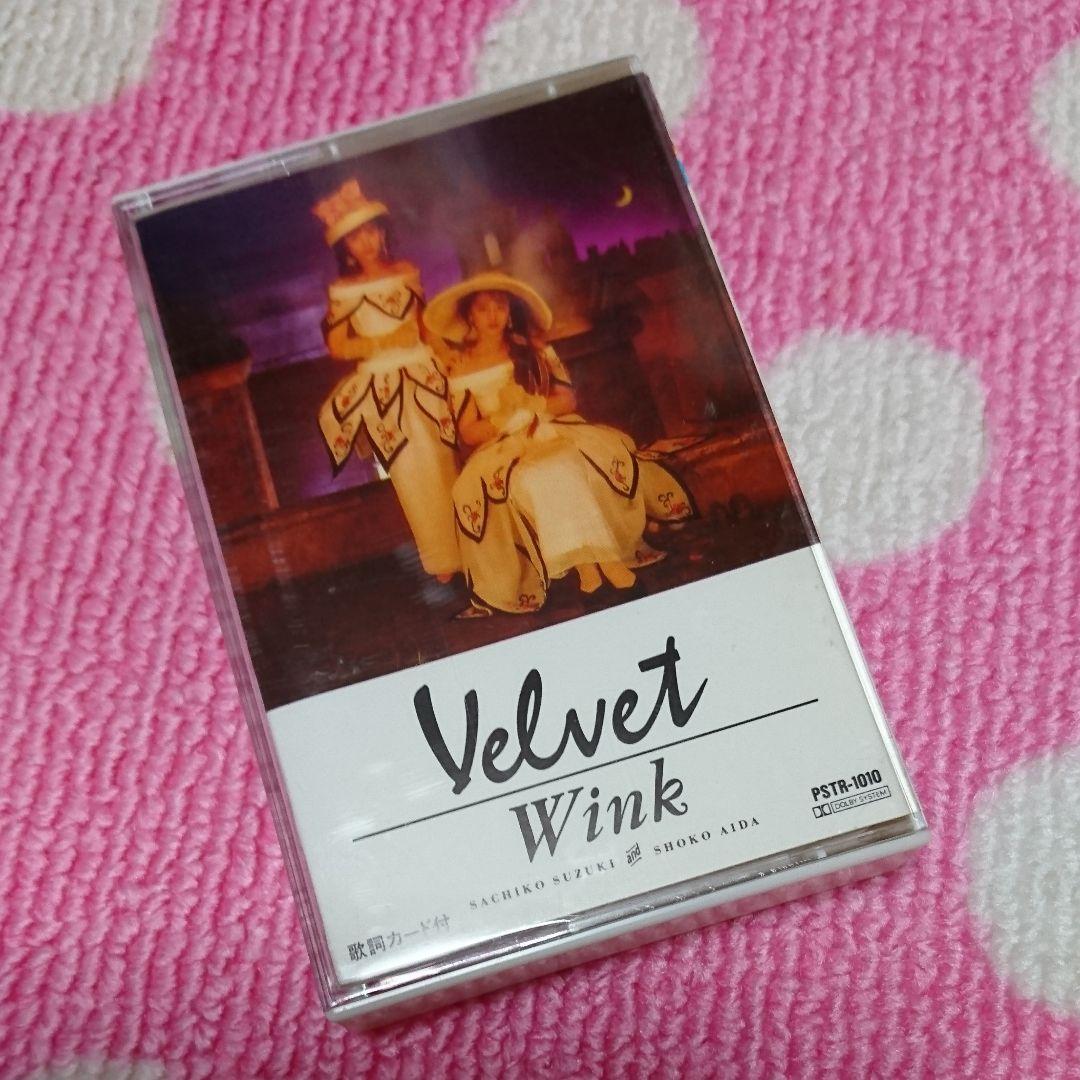 Velvet
Wink
SACHIKO SUZUKI and SHOKO AIDA
PSTR-1010
DOLBY SYSTEM
歌詞カード付